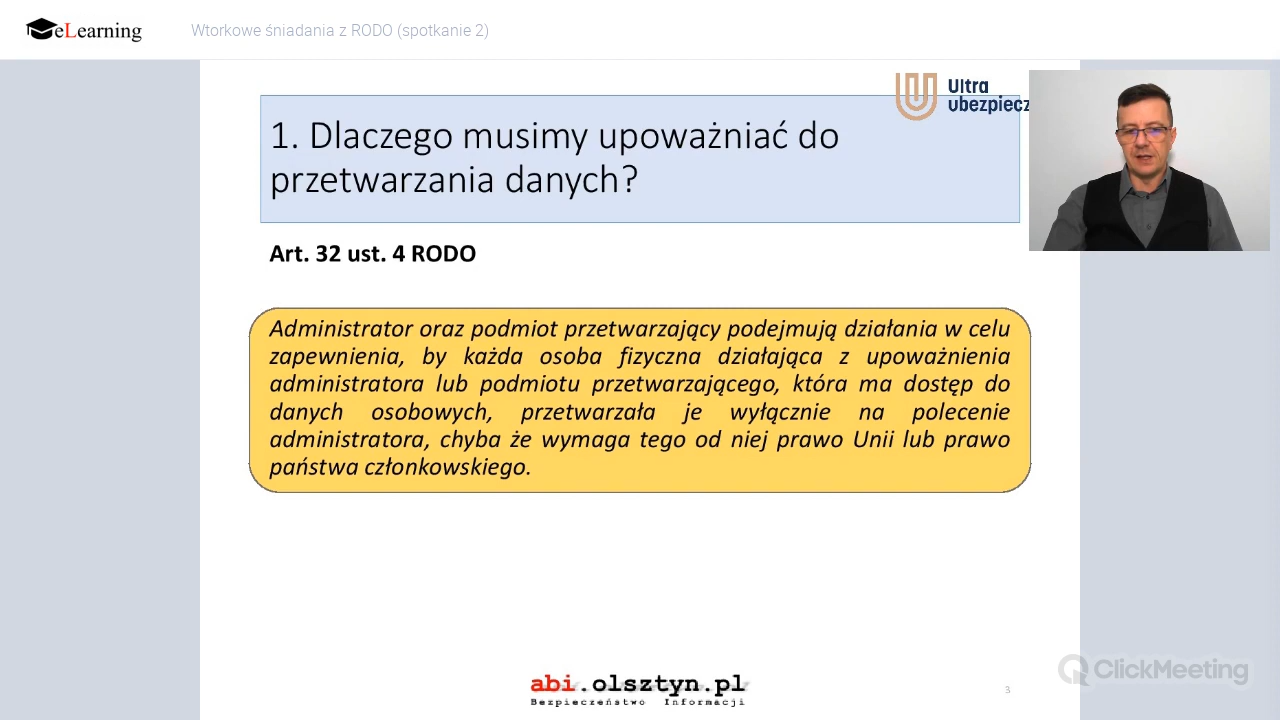 eLearning
Wtorkowe śniadania z RODO (spotkanie 2)
Ultra
ubezpiecz
1. Dlaczego musimy upoważniać do
przetwarzania danych?
Art. 32 ust. 4 RODO
Administrator oraz podmiot przetwarzający podejmują działania w celu
zapewnienia, by każda osoba fizyczna działająca z upoważnienia
administratora lub podmiotu przetwarzającego, która ma dostęp do
danych osobowych, przetwarzała je wyłącznie na polecenie
administratora, chyba że wymaga tego od niej prawo Unii lub prawo
państwa członkowskiego.
abi.olsztyn.pl
Bezpieczeństwo Informacji
3
ClickMeeting